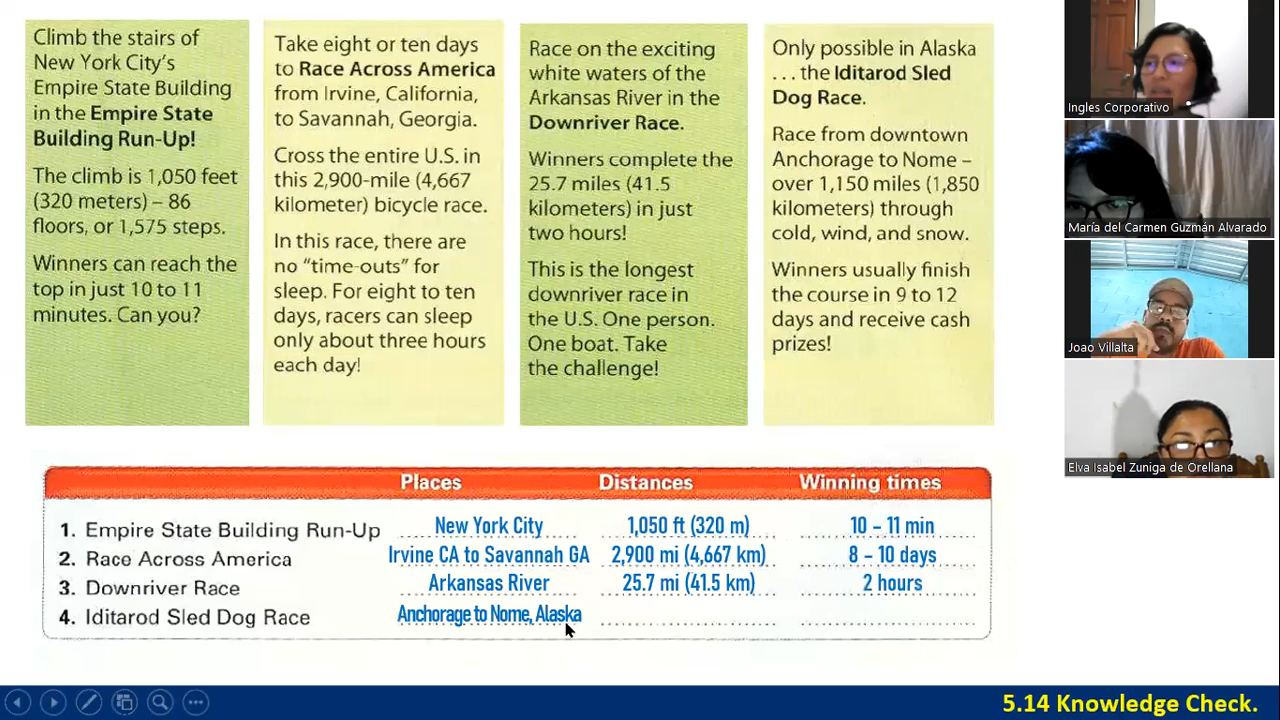 Climb the stairs of
New York City's
Empire State Building
in the Empire State
Building Run-Up!
The climb is 1,050 feet
(320 meters) – 86
floors, or 1,575 steps.
Winners can reach the
top in just 10 to 11
minutes. Can you?
Take eight or ten days
to Race Across America
from Irvine, California,
to Savannah, Georgia.
Cross the entire U.S. in
this 2,900-mile (4,667
kilometer) bicycle race.
In this race, there are
no "time-outs" for
sleep. For eight to ten
days, racers can sleep
only about three hours
each day!
Race on the exciting
white waters of the
Arkansas River in the
Downriver Race.
Winners complete the
25.7 miles (41.5
kilometers) in just
two hours!
This is the longest
downriver race in
the U.S. One person.
One boat. Take
the challenge!
Only possible in Alaska
. . . the Iditarod Sled
Dog Race.
Race from downtown
Anchorage to Nome –
over 1,150 miles (1,850
kilometers) through
cold, wind, and snow.
Winners usually finish
the course in 9 to 12
days and receive cash
prizes!
Places Distances Winning times
1. Empire State Building Run-Up New York City 1,050 ft (320 m) 10 – 11 min
2. Race Across America Irvine CA to Savannah GA 2,900 mi (4,667 km) 8 – 10 days
3. Downriver Race Arkansas River 25.7 mi (41.5 km) 2 hours
4. Iditarod Sled Dog Race Anchorage to Nome, Alaska
5.14 Knowledge Check.
Ingles Corporativo
María del Carmen Guzmán Alvarado
Joao Villalta
Elva Isabel Zuniga de Orellana